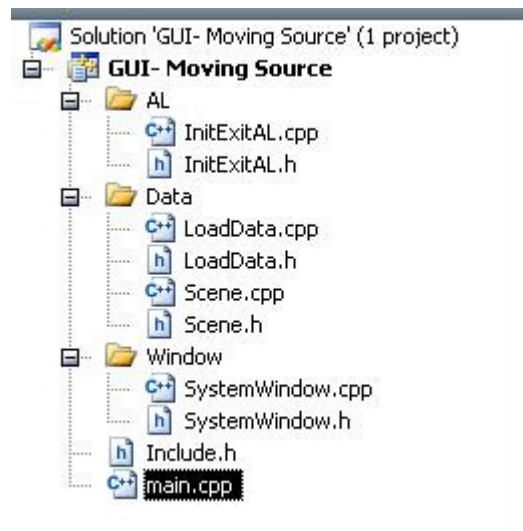 Solution 'GUI- Moving Source' (1 project)
GUI- Moving Source
AL
InitExitAL.cpp
InitExitAL.h
Data
LoadData.cpp
LoadData.h
Scene.cpp
Scene.h
Window
SystemWindow.cpp
SystemWindow.h
Include.h
main.cpp